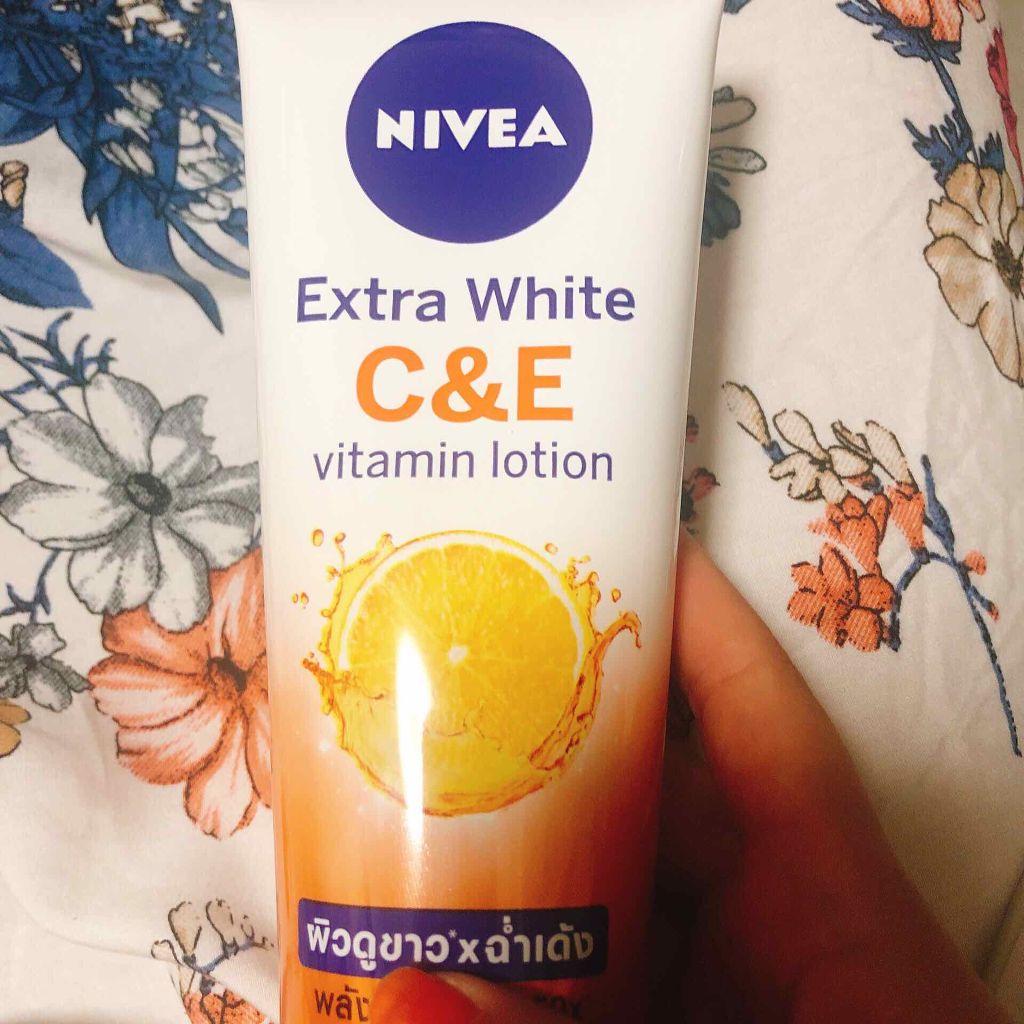 NIVEA
Extra White
C&E
vitamin lotion
ผิวดูขาว*xฉ่ำเด้ง